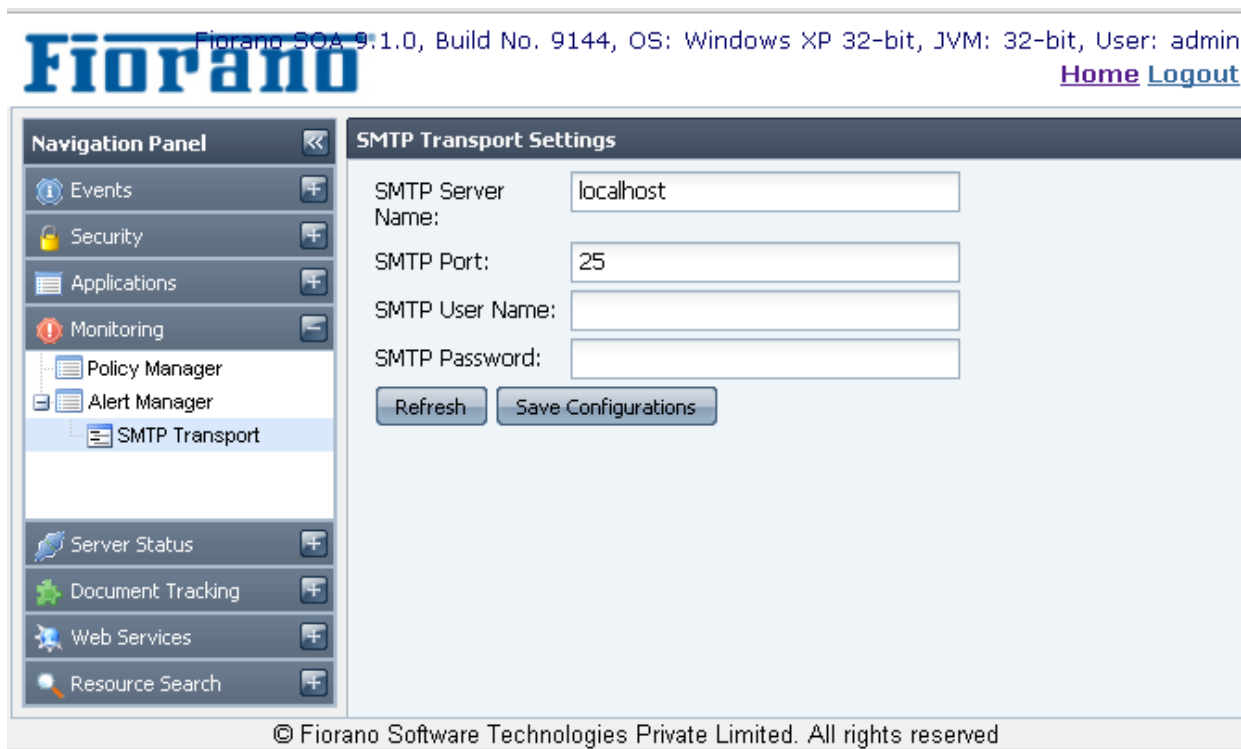 Fiorano
Fiorano SOA 9.1.0, Build No. 9144, OS: Windows XP 32-bit, JVM: 32-bit, User: admin
Home Logout
Navigation Panel
Events
Security
Applications
Monitoring
Policy Manager
Alert Manager
SMTP Transport
Server Status
Document Tracking
Web Services
Resource Search
SMTP Transport Settings
SMTP Server
Name:
localhost
SMTP Port:
25
SMTP User Name:
SMTP Password:
Refresh
Save Configurations
© Fiorano Software Technologies Private Limited. All rights reserved